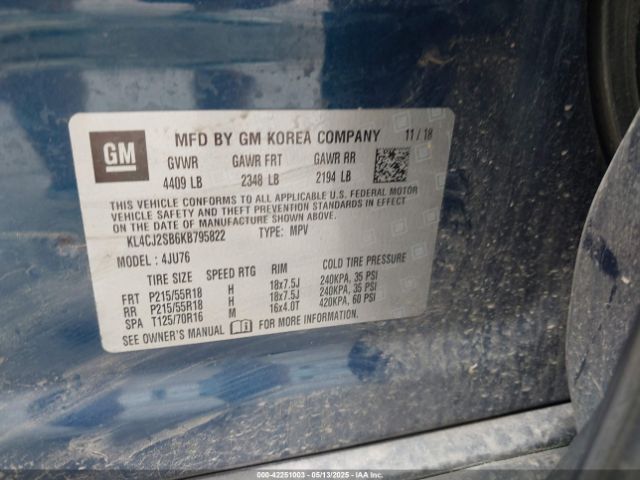 GM
MFD BY GM KOREA COMPANY 11 / 18
GVWR GAWR FRT GAWR RR
4409 LB 2348 LB 2194 LB
THIS VEHICLE CONFORMS TO ALL APPLICABLE U.S. FEDERAL MOTOR
VEHICLE SAFETY AND THEFT PREVENTION STANDARDS IN EFFECT
ON THE DATE OF MANUFACTURE SHOWN ABOVE.
KL4CJ2SB6KB795822 TYPE: MPV
MODEL : 4JU76
TIRE SIZE SPEED RTG RIM COLD TIRE PRESSURE
FRT P215/55R18 H 18x7.5J 240KPA, 35 PSI
RR P215/55R18 H 18x7.5J 240KPA, 35 PSI
SPA T125/70R16 M 16x4.0T 420KPA, 60 PSI
SEE OWNER'S MANUAL FOR MORE INFORMATION.
000-42251003 — 05/13/2025 — IAAI.COM